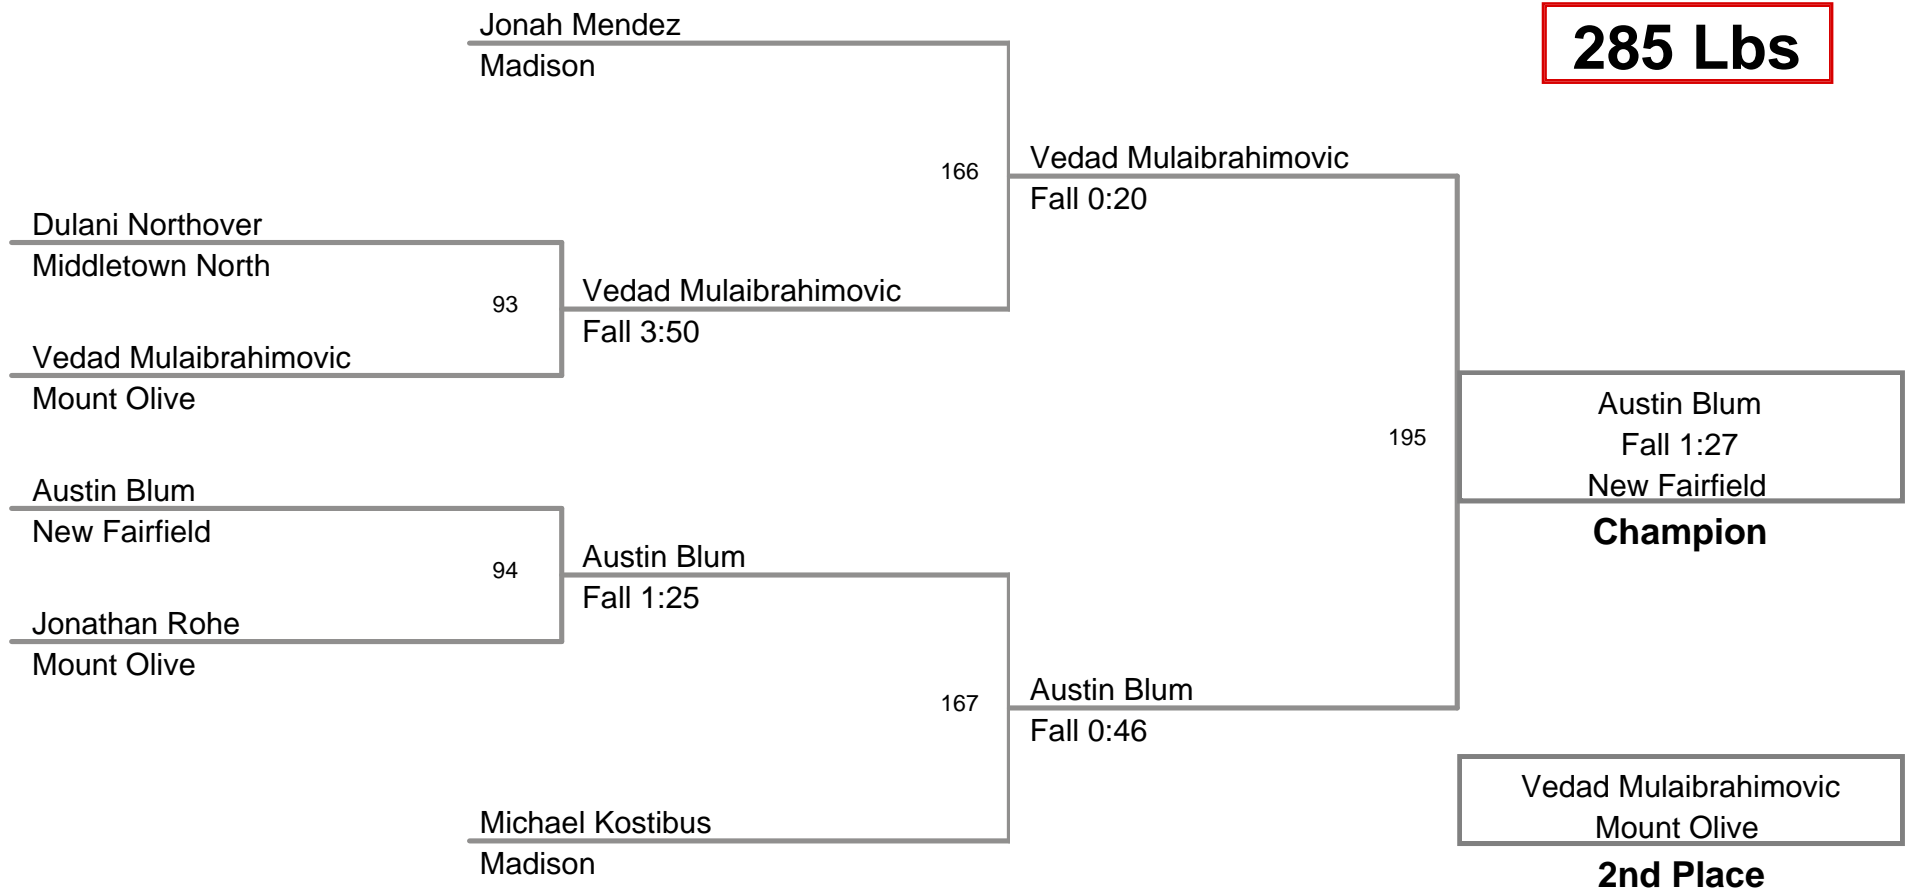 Jonah Mendez
Madison
285 Lbs
166
Vedad Mulaibrahimovic
Fall 0:20
Dulani Northover
Middletown North
93
Vedad Mulaibrahimovic
Fall 3:50
Vedad Mulaibrahimovic
Mount Olive
195
Austin Blum
Fall 1:27
New Fairfield
Champion
Austin Blum
New Fairfield
94
Austin Blum
Fall 1:25
Jonathan Rohe
Mount Olive
167
Austin Blum
Fall 0:46
Michael Kostibus
Madison
Vedad Mulaibrahimovic
Mount Olive
2nd Place